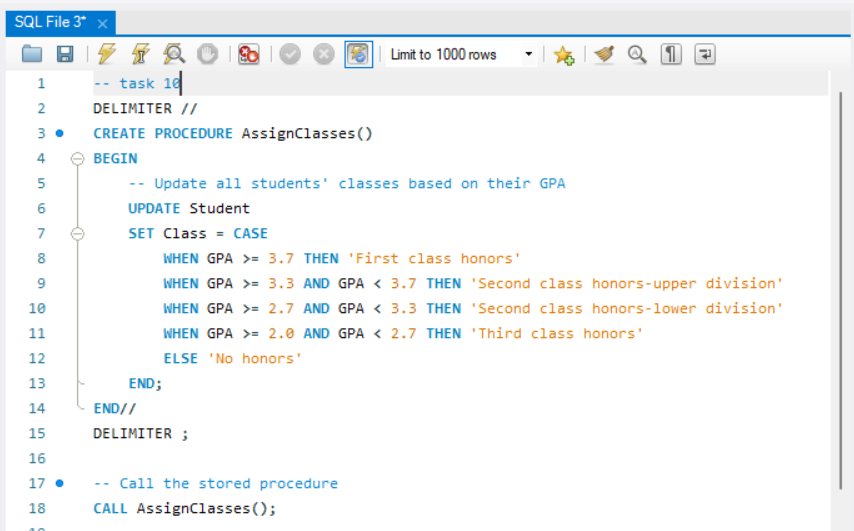 SQL File 3* ×
Limit to 1000 rows
1 -- task 10
2 DELIMITER //
3 CREATE PROCEDURE AssignClasses()
4 BEGIN
5 -- Update all students' classes based on their GPA
6 UPDATE Student
7 SET Class = CASE
8 WHEN GPA >= 3.7 THEN 'First class honors'
9 WHEN GPA >= 3.3 AND GPA < 3.7 THEN 'Second class honors-upper division'
10 WHEN GPA >= 2.7 AND GPA < 3.3 THEN 'Second class honors-lower division'
11 WHEN GPA >= 2.0 AND GPA < 2.7 THEN 'Third class honors'
12 ELSE 'No honors'
13 END;
14 END//
15 DELIMITER ;
16
17 -- Call the stored procedure
18 CALL AssignClasses();